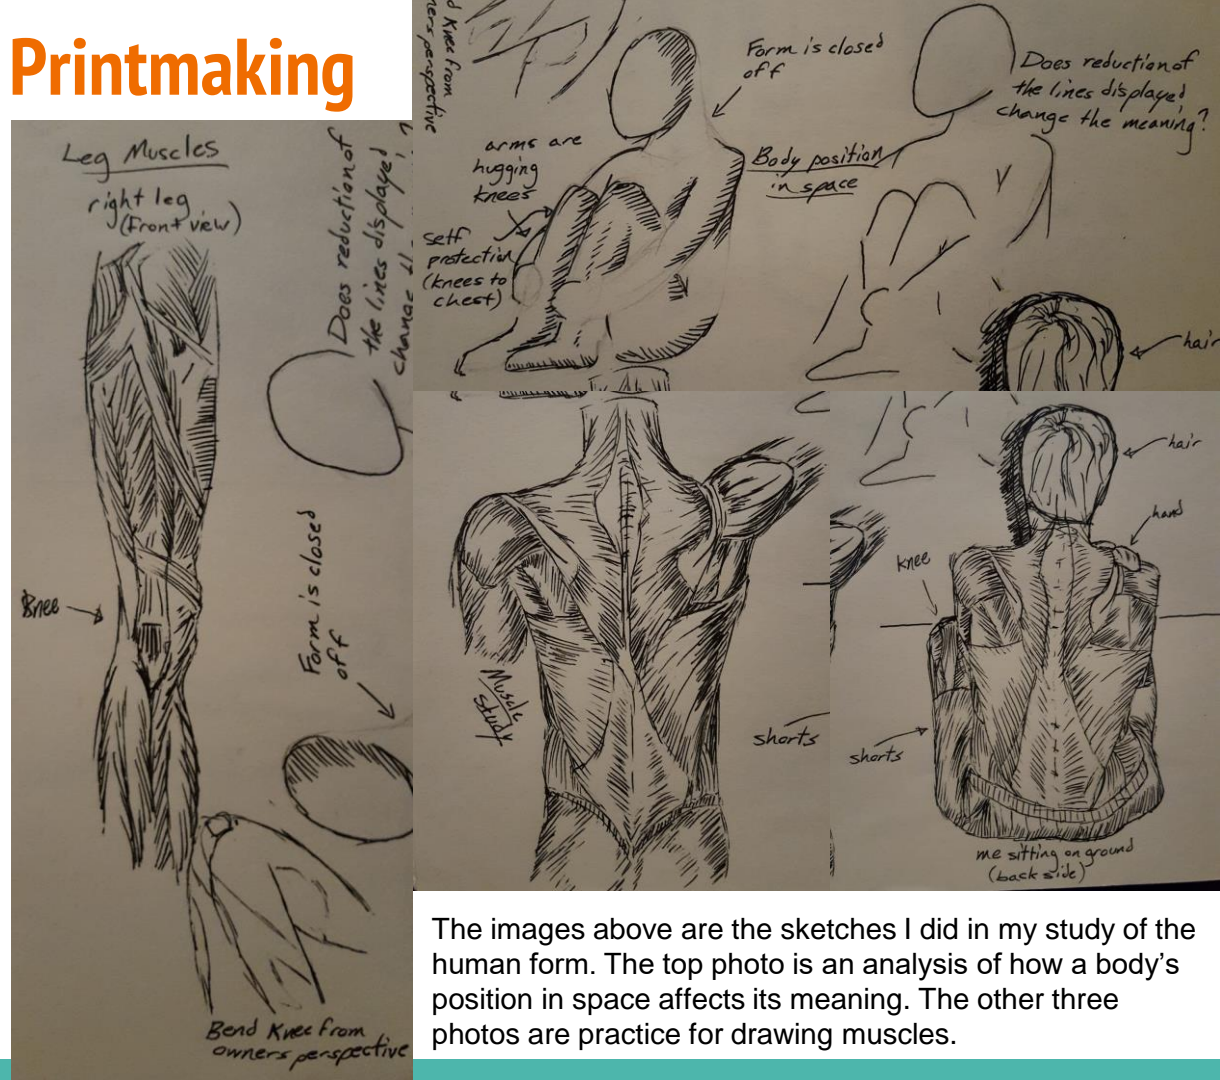 Printmaking
Leg Muscles
right leg
(Front view)
Does reduction of
the lines displayed
Form is closed
off
Knee
Bend Knee from
owners perspective
Knee from
owners perspective
Form is closed
off
arms are
hugging
knees
self
protection
(knees to
chest)
Body position
in space
Does reduction of
the lines displayed
change the meaning?
hair
Muscle
study
shorts
hair
hand
knee
shorts
me sitting on ground
(back side)
The images above are the sketches I did in my study of the
human form. The top photo is an analysis of how a body’s
position in space affects its meaning. The other three
photos are practice for drawing muscles.